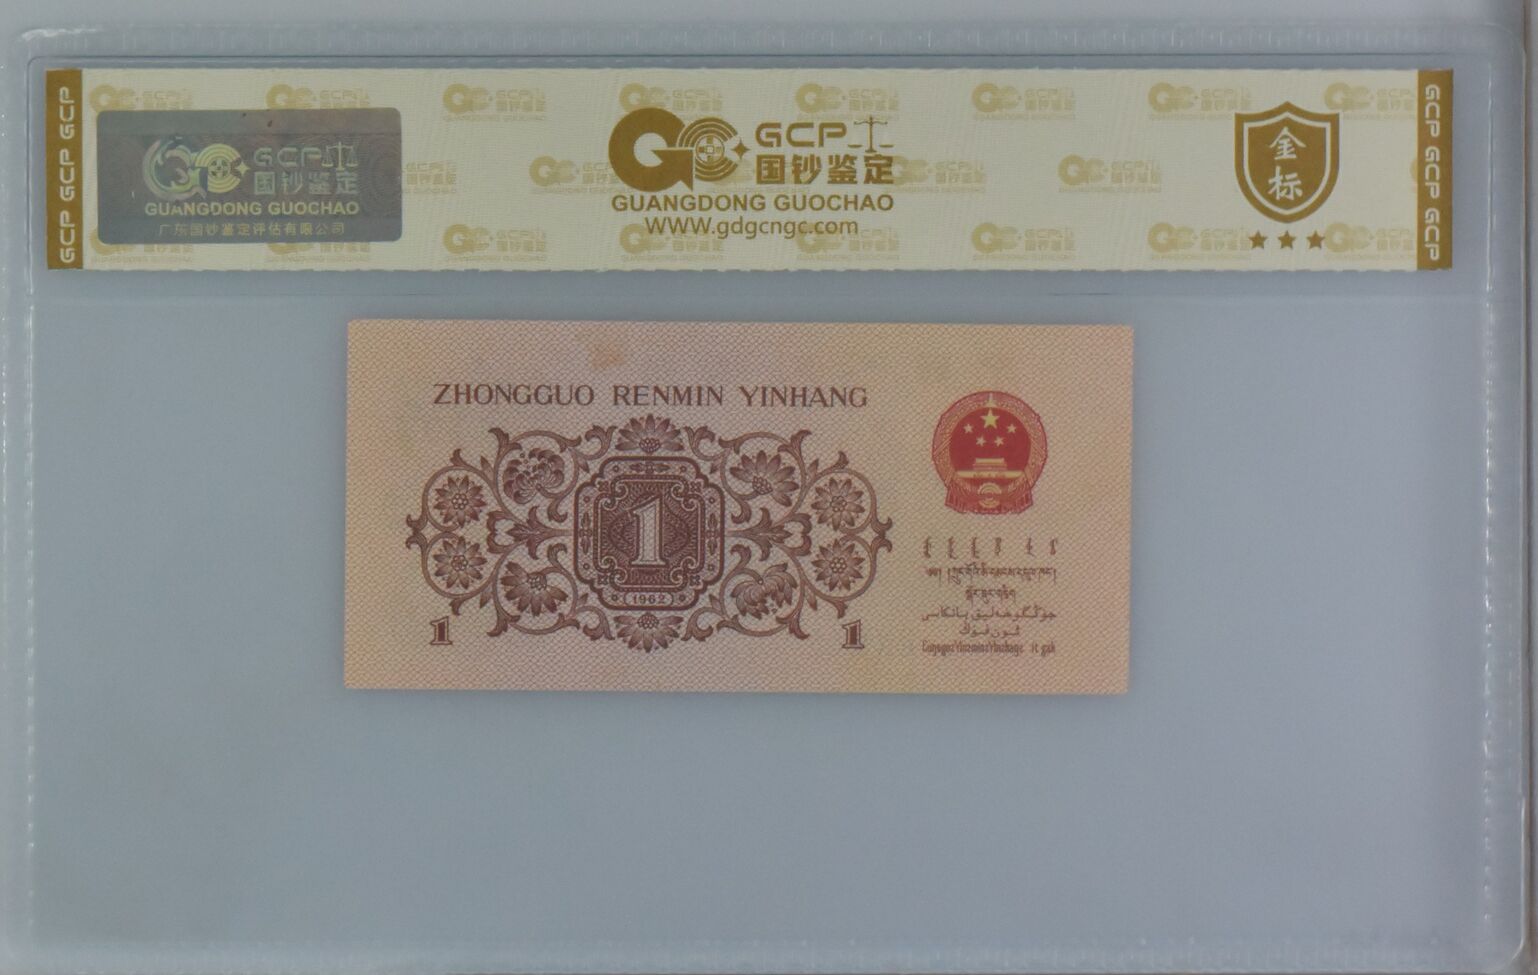 GCP GCP GCP
GCP 国钞鉴定
GUANGDONG GUOCHAO
广东国钞鉴定评估有限公司
GCP
国钞鉴定
GUANGDONG GUOCHAO
WWW.gdgcngc.com
金标
GCP GCP GCP
ZHONGGUO RENMIN YINHANG
1
(1962)
1
1